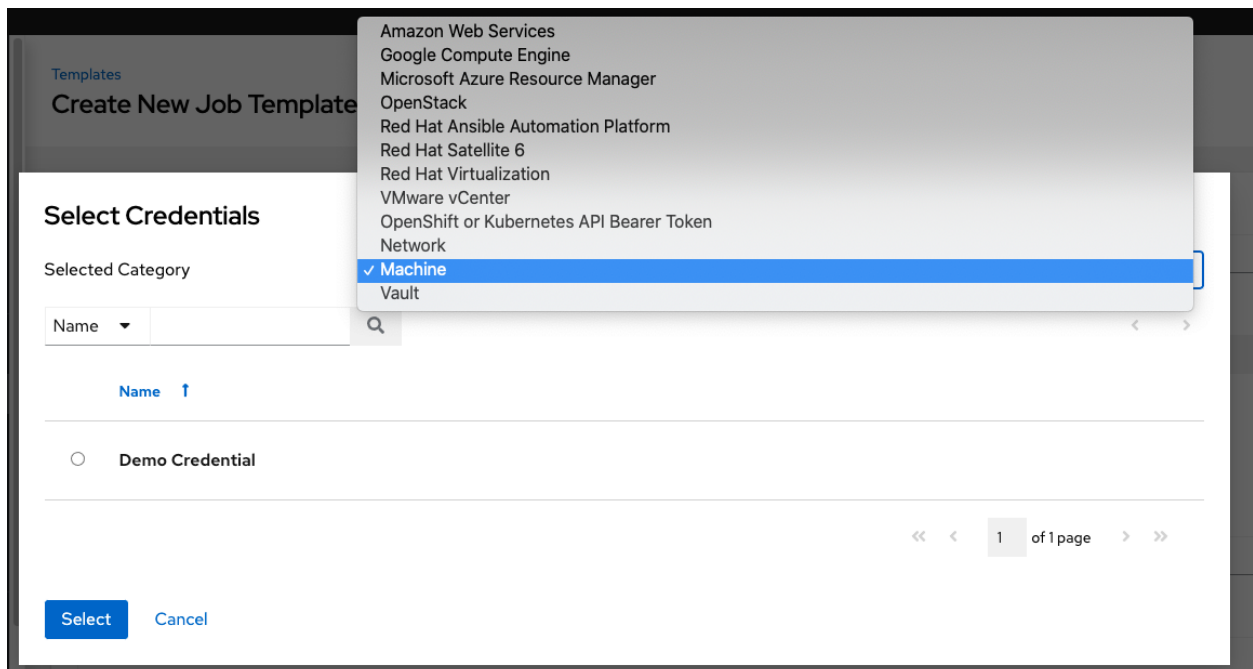 Templates
Create New Job Template
Amazon Web Services
Google Compute Engine
Microsoft Azure Resource Manager
OpenStack
Red Hat Ansible Automation Platform
Red Hat Satellite 6
Red Hat Virtualization
VMware vCenter
OpenShift or Kubernetes API Bearer Token
Network
✓ Machine
Vault
Select Credentials
Selected Category
Name
Name
Demo Credential
1 of 1 page
Select Cancel